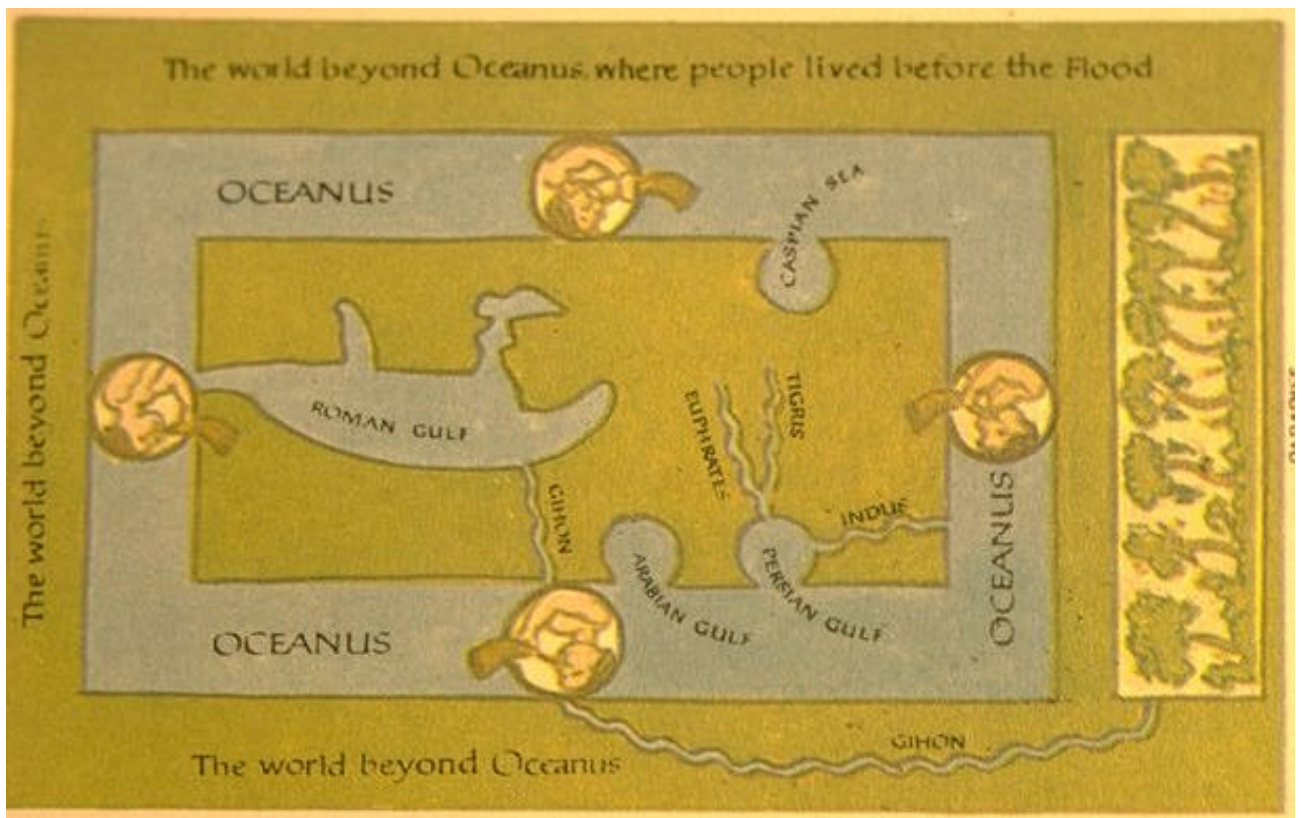 The world beyond Oceanus, where people lived before the Flood
OCEANUS
CASPIAN SEA
The world beyond Oceanus
ROMAN GULF
EUPHRATES
TIGRIS
GIHON
INDUS
ARABIAN GULF
PERSIAN GULF
OCEANUS
OCEANUS
GIHON
The world beyond Oceanus